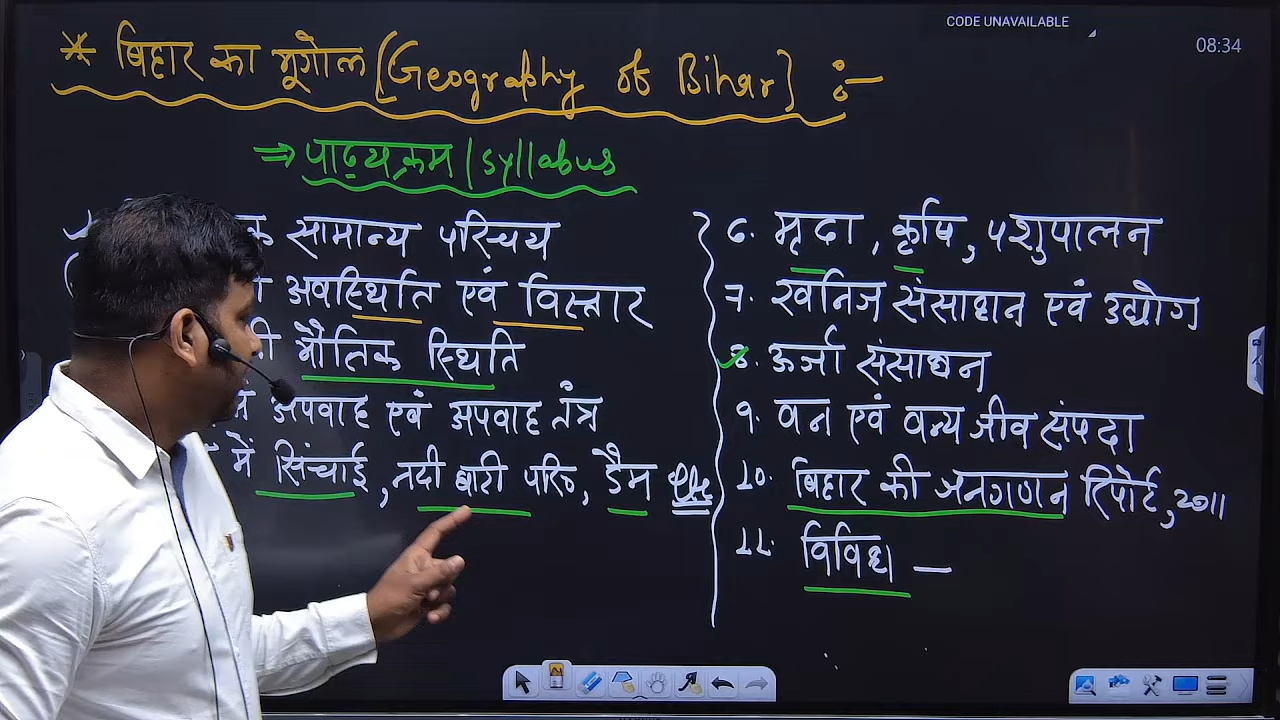 CODE UNAVAILABLE
08:34
* बिहार का भूगोल (Geography of Bihar) :-
⇒ पाठ्यक्रम | Syllabus
सामान्य परिचय
अवस्थिति एवं विस्तार
भौतिक स्थिति
अपवाह एवं अपवाह तंत्र
में सिंचाई, नदी घाटी परि०, डैम
6. मृदा, कृषि, पशुपालन
7. खनिज संसाधन एवं उद्योग
8. ऊर्जा संसाधन
9. वन एवं वन्य जीव संपदा
10. बिहार की जनगणन रिपोर्ट, 2011
11. विविध –